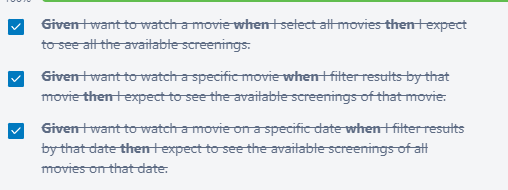 Given I want to watch a movie when I select all movies then I expect
to see all the available screenings.
Given I want to watch a specific movie when I filter results by that
movie then I expect to see the available screenings of that movie.
Given I want to watch a movie on a specific date when I filter results
by that date then I expect to see the available screenings of all
movies on that date.